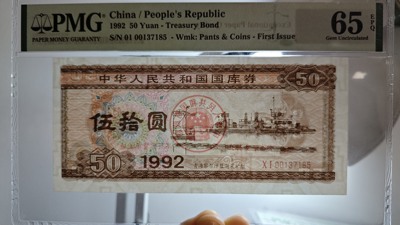 PMG
PAPER MONEY GUARANTY
China / People's Republic
1992 50 Yuan - Treasury Bond
S/N 01 00137185 - Wmk: Pants & Coins - First Issue
65 EPQ
Gem Uncirculated
中华人民共和国国库券
50
伍拾圆
50
1992
XI00137185